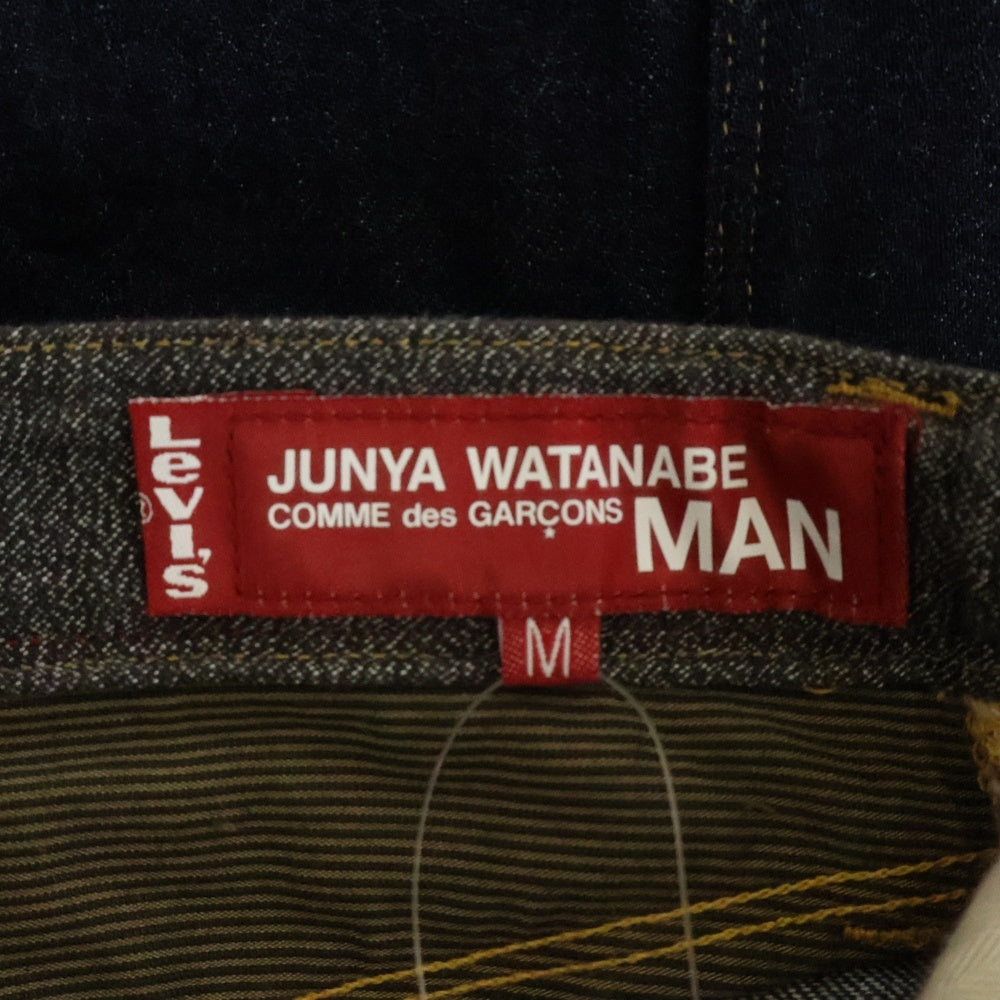 Levi's
®
JUNYA WATANABE
COMME des GARÇONS
MAN
M